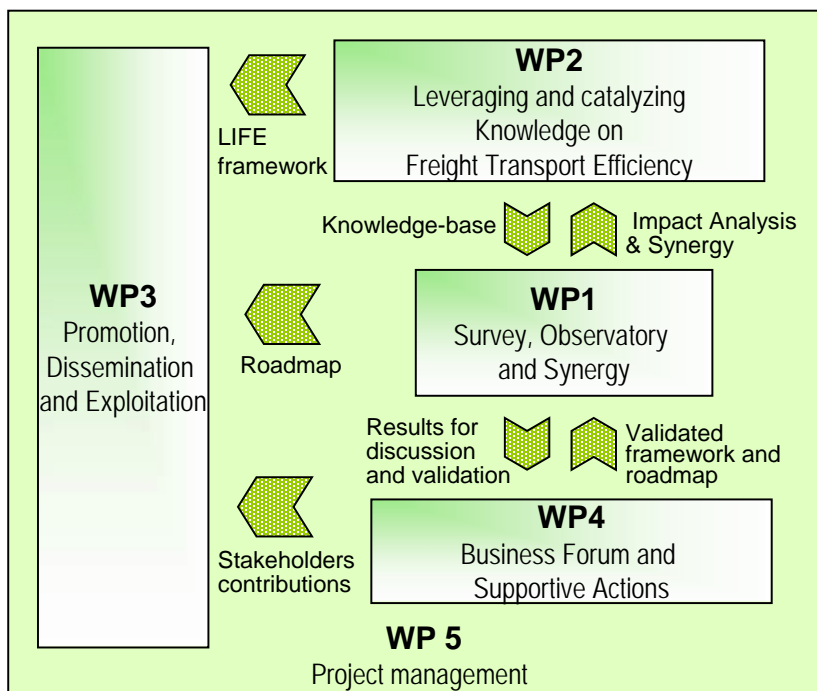 WP2
Leveraging and catalyzing
Knowledge on
Freight Transport Efficiency
LIFE
framework
Knowledge-base
Impact Analysis
& Synergy
WP3
Promotion,
Dissemination
and Exploitation
WP1
Survey, Observatory
and Synergy
Roadmap
Results for
discussion
and validation
Validated
framework and
roadmap
WP4
Business Forum and
Supportive Actions
Stakeholders
contributions
WP 5
Project management